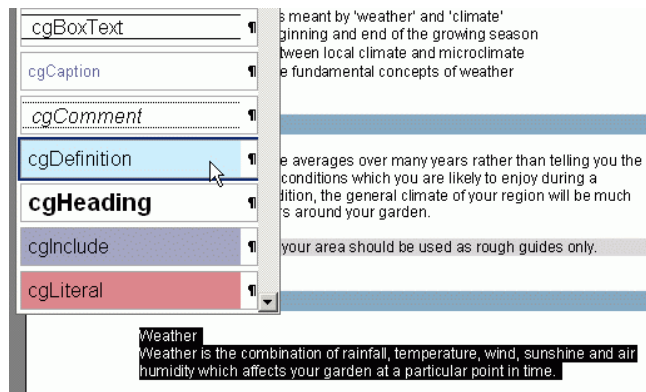 cgBoxText ¶
cgCaption ¶
cgComment ¶
cgDefinition ¶
cgHeading ¶
cgInclude ¶
cgLiteral ¶
s meant by 'weather' and 'climate'
ginning and end of the growing season
tween local climate and microclimate
e fundamental concepts of weather
e averages over many years rather than telling you the
conditions which you are likely to enjoy during a
dition, the general climate of your region will be much
s around your garden.
your area should be used as rough guides only.
Weather
Weather is the combination of rainfall, temperature, wind, sunshine and air
humidity which affects your garden at a particular point in time.